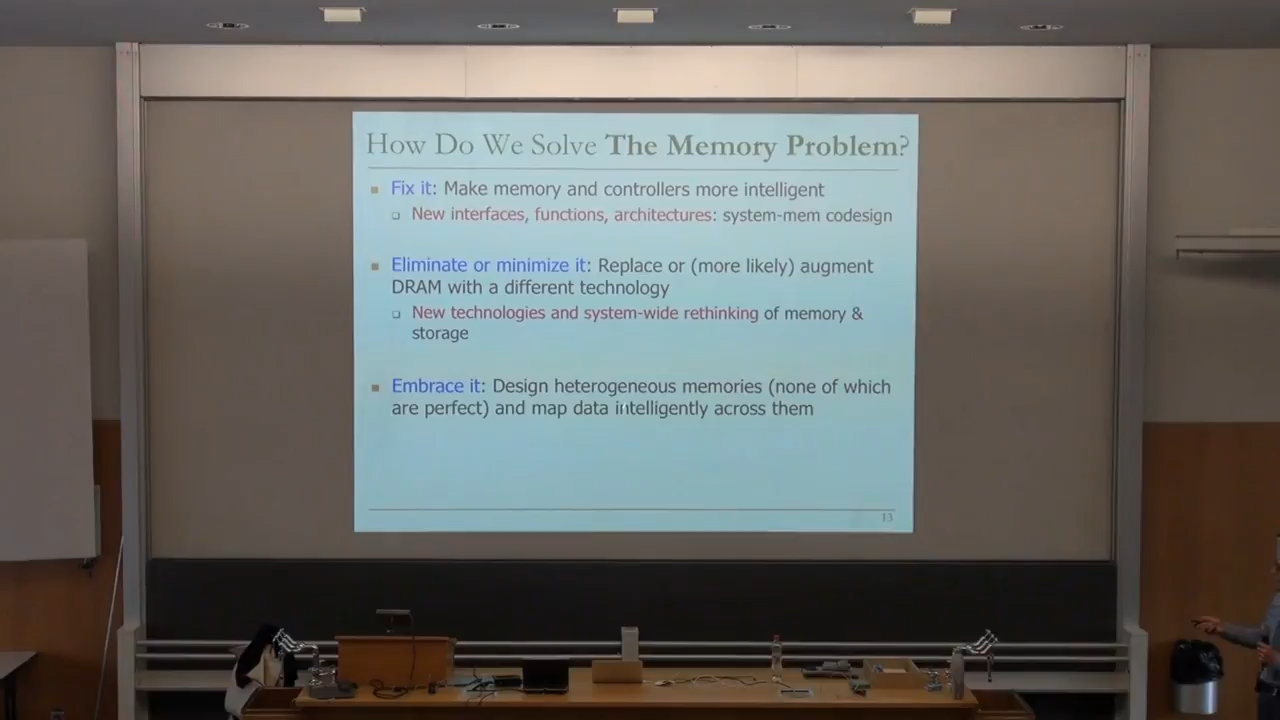 How Do We Solve The Memory Problem?
Fix it: Make memory and controllers more intelligent
New interfaces, functions, architectures: system-mem codesign
Eliminate or minimize it: Replace or (more likely) augment
DRAM with a different technology
New technologies and system-wide rethinking of memory &
storage
Embrace it: Design heterogeneous memories (none of which
are perfect) and map data intelligently across them
13